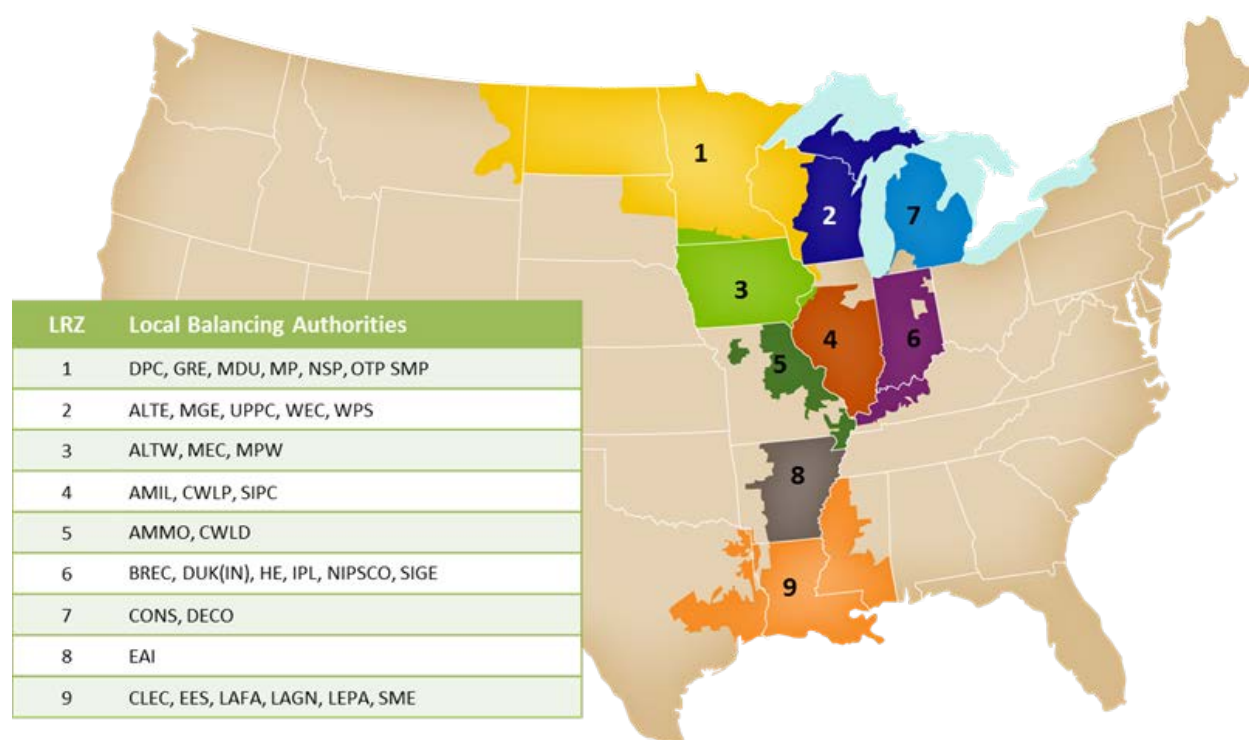 1
2
7
3
4
6
5
8
9
LRZ Local Balancing Authorities
1 DPC, GRE, MDU, MP, NSP, OTP SMP
2 ALTE, MGE, UPPC, WEC, WPS
3 ALTW, MEC, MPW
4 AMIL, CWLP, SIPC
5 AMMO, CWLD
6 BREC, DUK(IN), HE, IPL, NIPSCO, SIGE
7 CONS, DECO
8 EAI
9 CLEC, EES, LAFA, LAGN, LEPA, SME